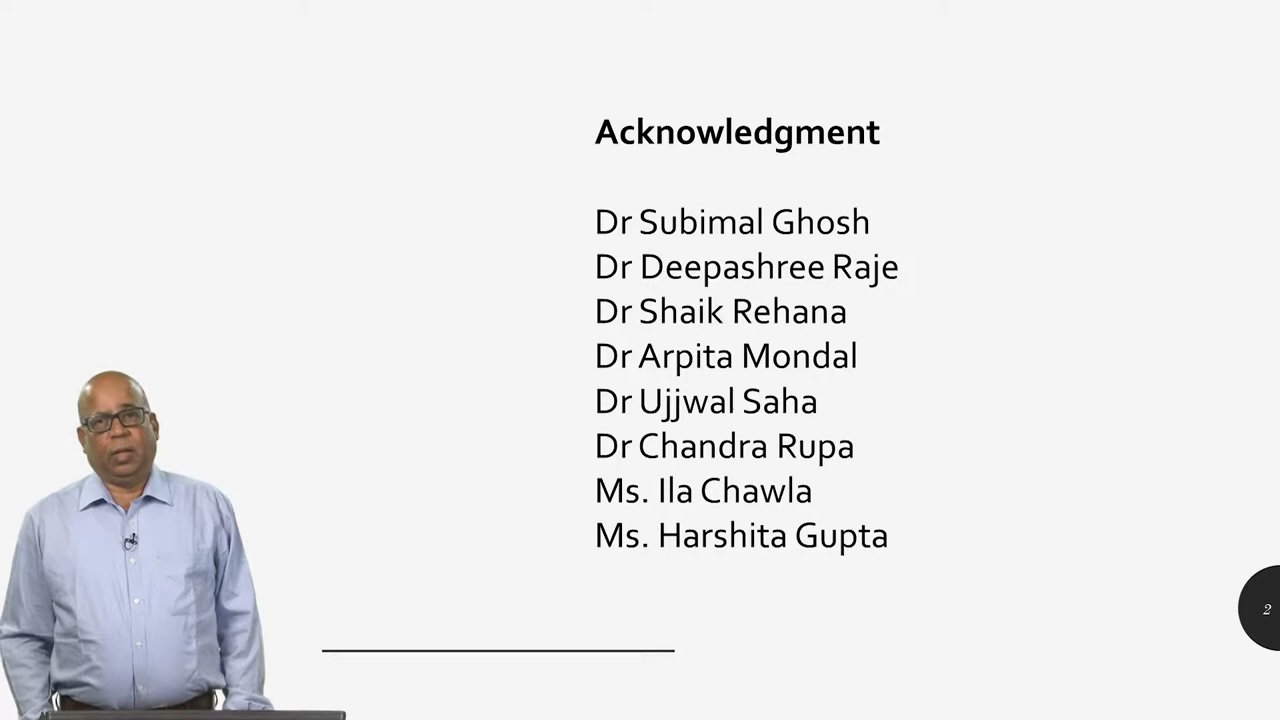 Acknowledgment
Dr Subimal Ghosh
Dr Deepashree Raje
Dr Shaik Rehana
Dr Arpita Mondal
Dr Ujjwal Saha
Dr Chandra Rupa
Ms. Ila Chawla
Ms. Harshita Gupta
2